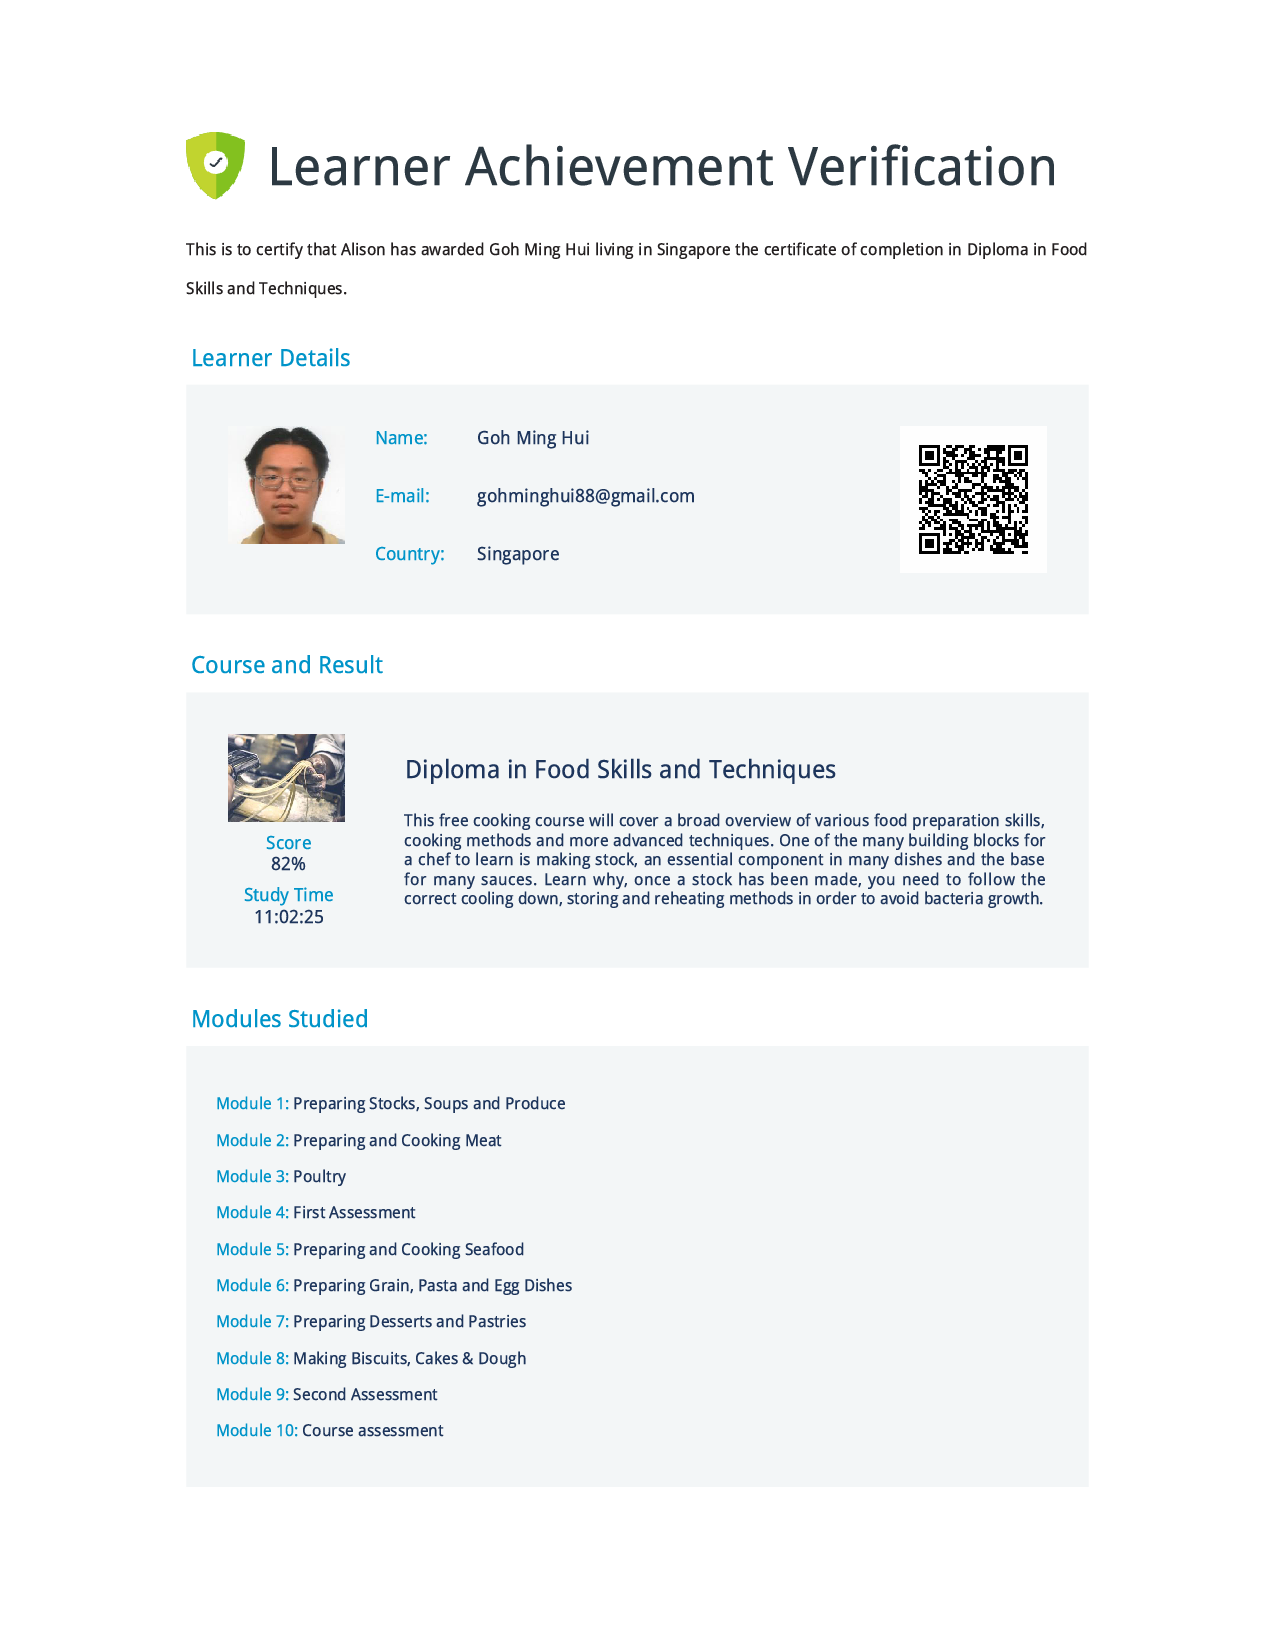 Learner Achievement Verification
This is to certify that Alison has awarded Goh Ming Hui living in Singapore the certificate of completion in Diploma in Food
Skills and Techniques.
Learner Details
Name: Goh Ming Hui
E-mail: gohminghui88@gmail.com
Country: Singapore
Course and Result
Diploma in Food Skills and Techniques
This free cooking course will cover a broad overview of various food preparation skills,
cooking methods and more advanced techniques. One of the many building blocks for
a chef to learn is making stock, an essential component in many dishes and the base
for many sauces. Learn why, once a stock has been made, you need to follow the
correct cooling down, storing and reheating methods in order to avoid bacteria growth.
Score
82%
Study Time
11:02:25
Modules Studied
Module 1: Preparing Stocks, Soups and Produce
Module 2: Preparing and Cooking Meat
Module 3: Poultry
Module 4: First Assessment
Module 5: Preparing and Cooking Seafood
Module 6: Preparing Grain, Pasta and Egg Dishes
Module 7: Preparing Desserts and Pastries
Module 8: Making Biscuits, Cakes & Dough
Module 9: Second Assessment
Module 10: Course assessment